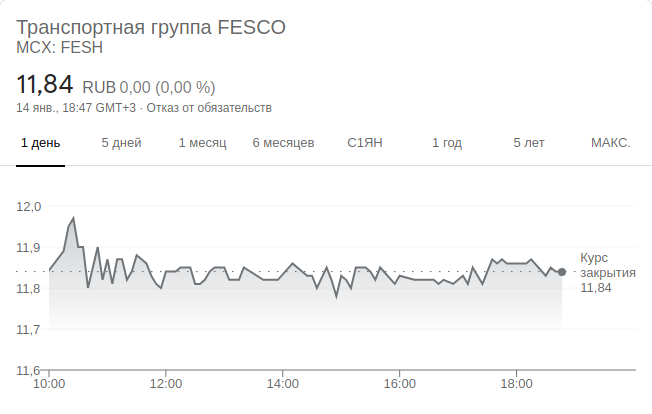 Транспортная группа FESCO
MCX: FESH
11,84 RUB 0,00 (0,00 %)
14 янв., 18:47 GMT+3 · Отказ от обязательств
1 день 5 дней 1 месяц 6 месяцев С1ЯН 1 год 5 лет МАКС.
12,0
11,9
11,8
11,7
11,6
Курс
закрытия
11,84
10:00 12:00 14:00 16:00 18:00